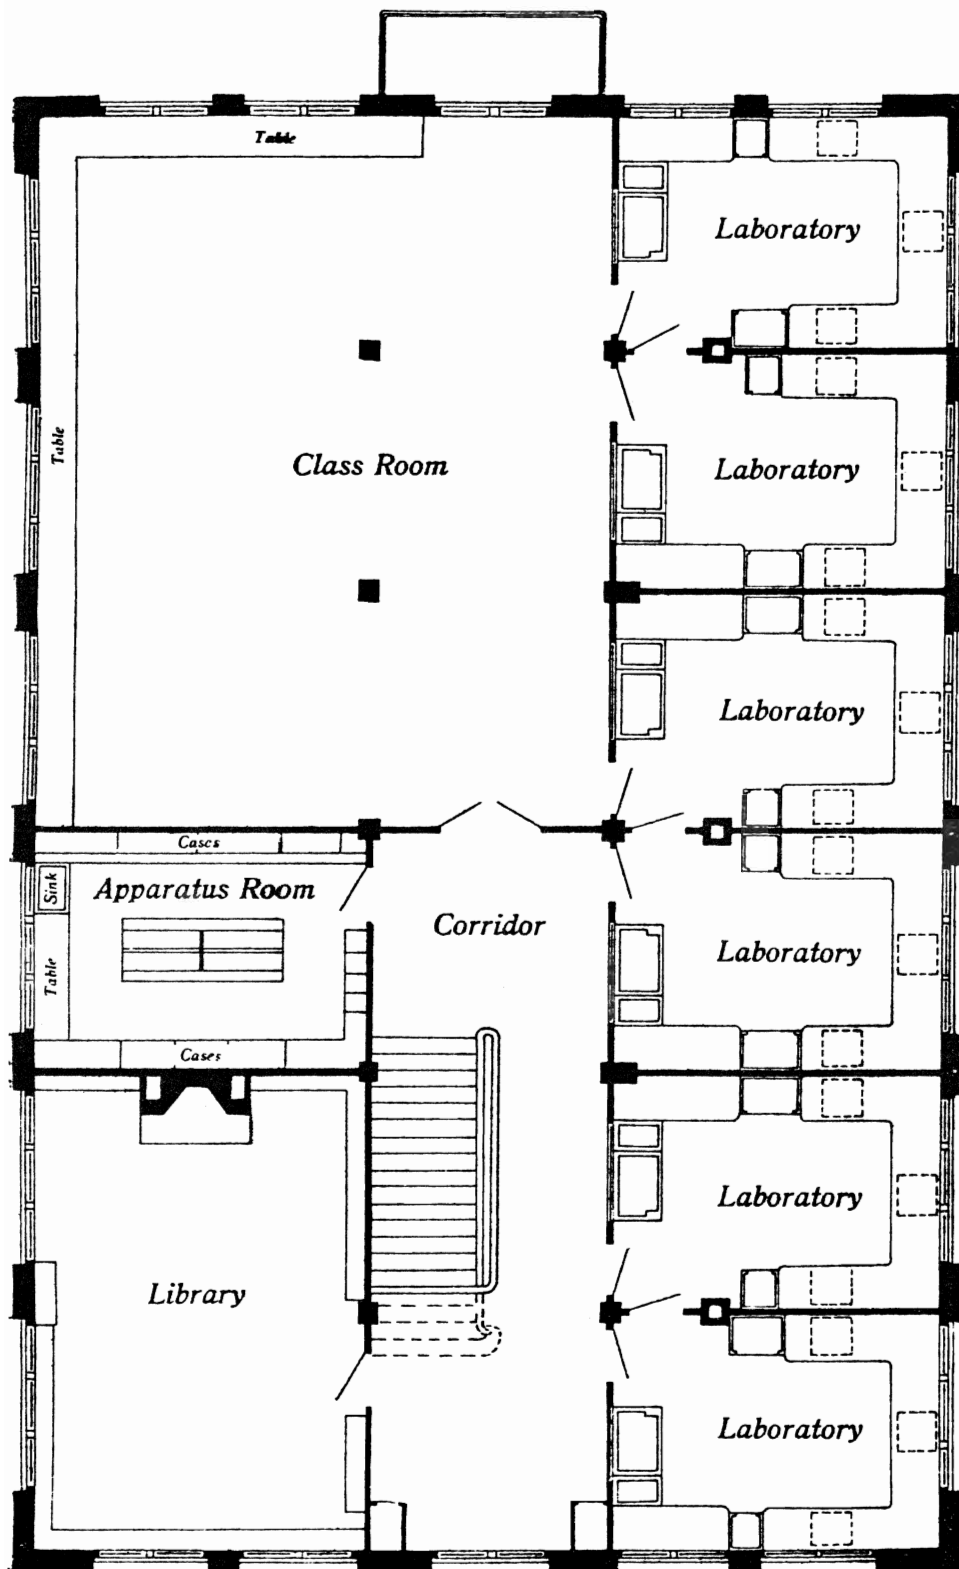 Table
Laboratory
Table
Class Room
Laboratory
Laboratory
Cases
Sink
Apparatus Room
Corridor
Laboratory
Table
Cases
Laboratory
Library
Laboratory